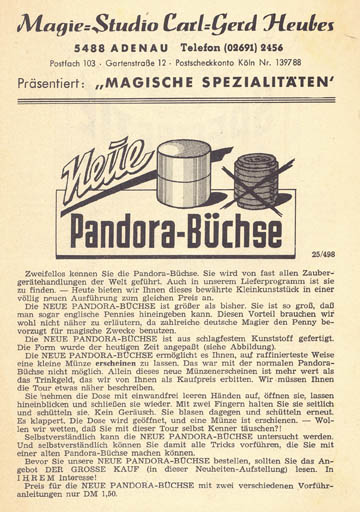 Magie=Studio Carl=Gerd Heubes
5488 ADENAU Telefon (02691) 2456
Postfach 103 · Gartenstraße 12 · Postscheckkonto Köln Nr. 139788
Präsentiert: „MAGISCHE SPEZIALITÄTEN'
Neue
Pandora-Büchse
25/498
Zweifellos kennen Sie die Pandora-Büchse. Sie wird von fast allen Zauber-
gerätehandlungen der Welt geführt. Auch in unserem Lieferprogramm ist sie
zu finden. — Heute bieten wir Ihnen dieses bewährte Kleinkunststück in einer
völlig neuen Ausführung zum gleichen Preis an.
Die NEUE PANDORA-BÜCHSE ist größer als bisher. Sie ist so groß, daß
man sogar englische Pennies hineingeben kann. Diesen Vorteil brauchen wir
wohl nicht näher zu erläutern, da zahlreiche deutsche Magier den Penny be-
vorzugt für magische Zwecke benutzen.
Die NEUE PANDORA-BÜCHSE ist aus schlagfestem Kunststoff gefertigt.
Die Form wurde der heutigen Zeit angepaßt (siehe Abbildung).
Die NEUE PANDORA-BÜCHSE ermöglicht es Ihnen, auf raffinierteste Weise
eine kleine Münze erscheinen zu lassen. Das war mit der normalen Pandora-
Büchse nicht möglich. Allein dieses neue Münzenerscheinen ist mehr wert als
das Trinkgeld, das wir von Ihnen als Kaufpreis erbitten. Wir müssen Ihnen
die Tour etwas näher beschreiben.
Sie nehmen die Dose mit einwandfrei leeren Händen auf, öffnen sie, lassen
hineinblicken und schließen sie wieder. Mit zwei Fingern halten Sie sie seitlich
und schütteln sie. Kein Geräusch. Sie blasen dagegen und schütteln erneut.
Es klappert. Die Dose wird geöffnet, und eine Münze ist erschienen. — Wol-
len wir wetten, daß Sie mit dieser Tour selbst Kenner täuschen?!
Selbstverständlich kann die NEUE PANDORA-BÜCHSE untersucht werden.
Und selbstverständlich können Sie damit alle Tricks vorführen, die Sie mit
einer alten Pandora-Büchse machen können.
Bevor Sie unsere NEUE PANDORA-BÜCHSE bestellen, sollten Sie das An-
gebot DER GROSSE KAUF (in dieser Neuheiten-Aufstellung) lesen. In
IHREM Interesse!
Preis für die NEUE PANDORA-BÜCHSE mit zwei verschiedenen Vorführ-
anleitungen nur DM 1,50.